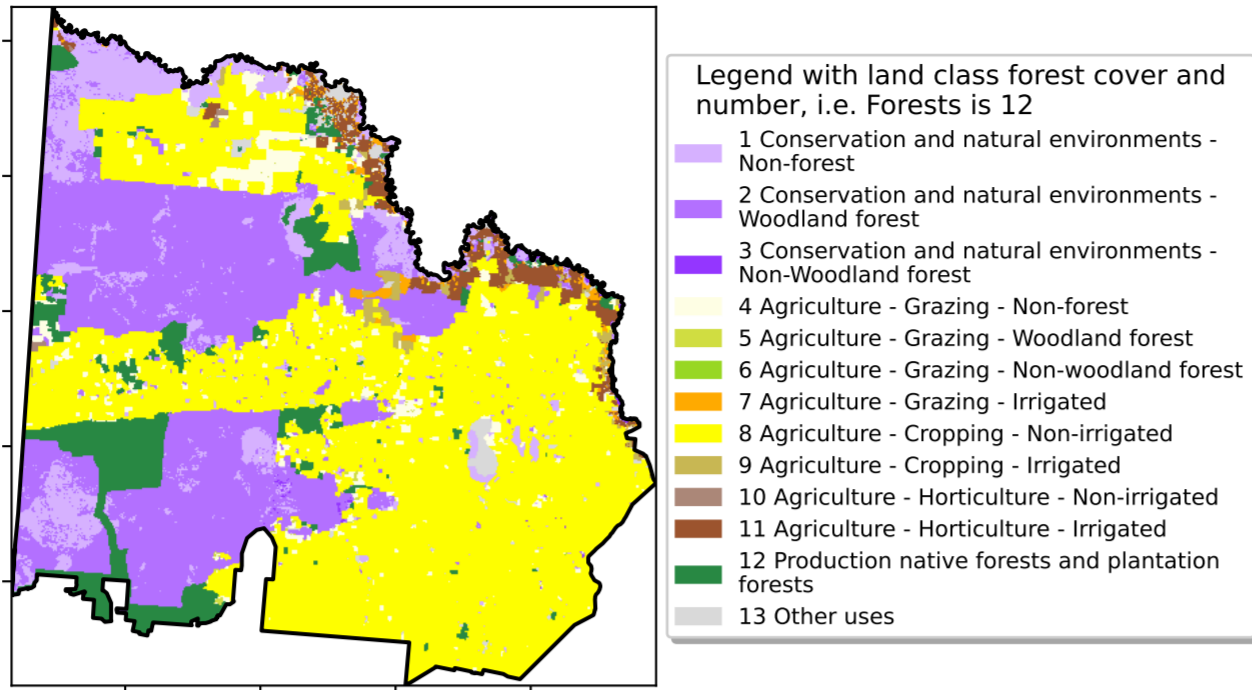 Legend with land class forest cover and
number, i.e. Forests is 12
1 Conservation and natural environments -
Non-forest
2 Conservation and natural environments -
Woodland forest
3 Conservation and natural environments -
Non-Woodland forest
4 Agriculture - Grazing - Non-forest
5 Agriculture - Grazing - Woodland forest
6 Agriculture - Grazing - Non-woodland forest
7 Agriculture - Grazing - Irrigated
8 Agriculture - Cropping - Non-irrigated
9 Agriculture - Cropping - Irrigated
10 Agriculture - Horticulture - Non-irrigated
11 Agriculture - Horticulture - Irrigated
12 Production native forests and plantation
forests
13 Other uses